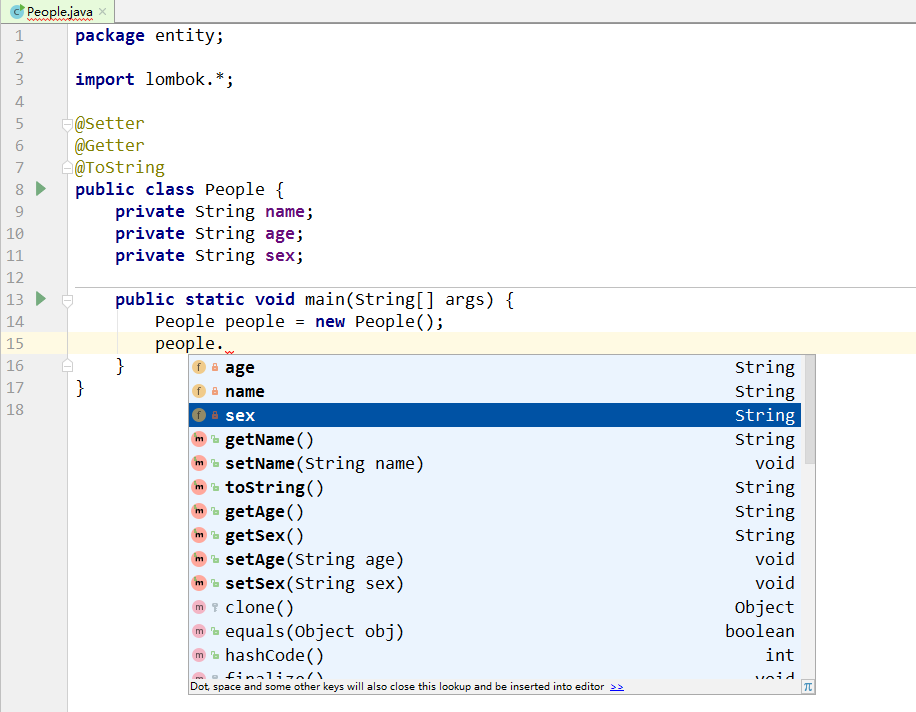 People.java
1 package entity;
2
3 import lombok.*;
4
5 @Setter
6 @Getter
7 @ToString
8 public class People {
9 private String name;
10 private String age;
11 private String sex;
12
13 public static void main(String[] args) {
14 People people = new People();
15 people.
16 }
17 }
18
f age String
f name String
f sex String
m getName() String
m setName(String name) void
m toString() String
m getAge() String
m getSex() String
m setAge(String age) void
m setSex(String sex) void
m clone() Object
m equals(Object obj) boolean
m hashCode() int
m finalize() void
Dot, space and some other keys will also close this lookup and be inserted into editor >> π